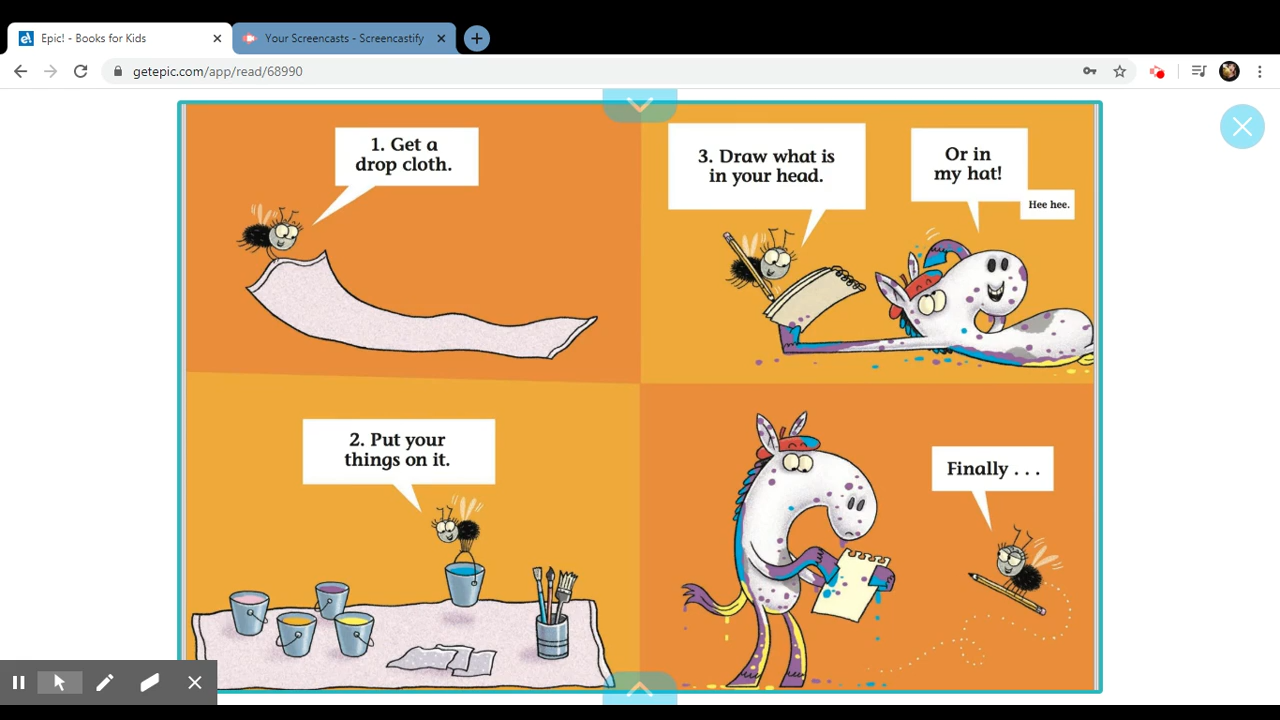 Epic! - Books for Kids
Your Screencasts - Screencastify
getepic.com/app/read/68990
1. Get a
drop cloth.
2. Put your
things on it.
3. Draw what is
in your head.
Or in
my hat!
Hee hee.
Finally . . .